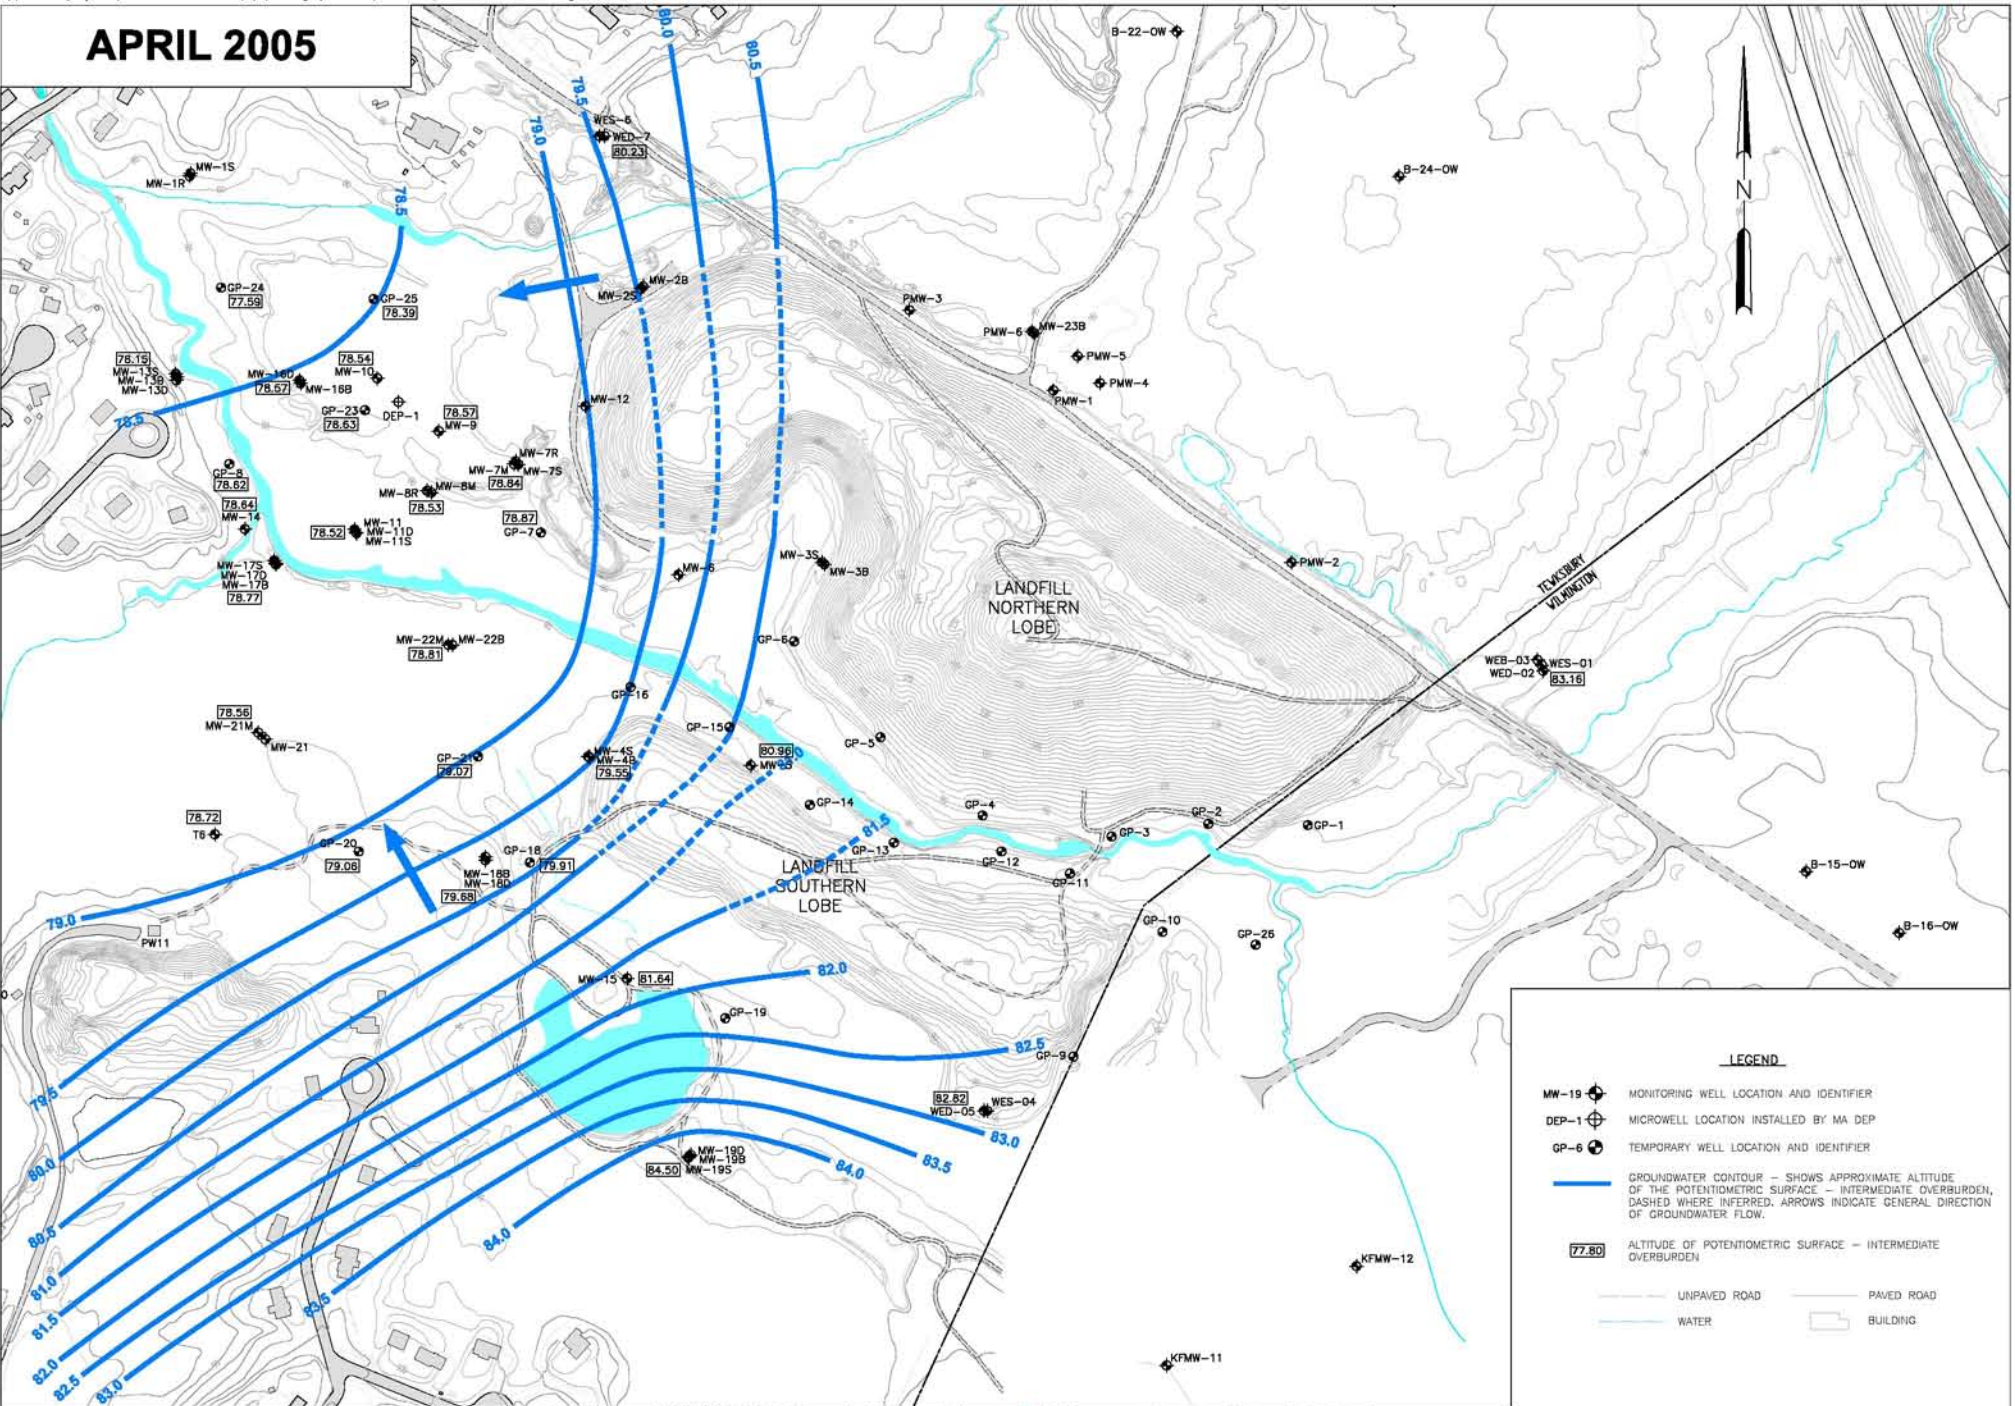 APRIL 2005
80.0
80.5
B-22-OW
79.5
79.0
WES-6
WED-7
80.23
MW-1S
MW-1R
B-24-OW
N
78.5
GP-24
77.59
GP-25
78.39
MW-2B
MW-2S
PMW-3
PMW-6
MW-23B
PMW-5
PMW-4
PMW-1
78.15
MW-13S
MW-13B
MW-13D
78.54
MW-10
MW-16D
78.57
MW-16B
GP-23
78.63
DEP-1
78.57
MW-9
MW-12
78.5
GP-8
78.62
MW-7R
MW-7M
MW-7S
78.84
MW-8R
MW-8M
78.53
78.64
MW-14
78.52
MW-11
MW-11D
MW-11S
78.87
GP-7
MW-17S
MW-17D
MW-17B
78.77
MW-6
MW-3S
MW-3B
PMW-2
TEWKSBURY
WILMINGTON
LANDFILL
NORTHERN
LOBE
MW-22M
MW-22B
78.81
GP-6
WEB-03
WES-01
WED-02
83.16
GP-16
78.56
MW-21M
MW-21
GP-15
GP-5
GP-21
79.07
MW-4S
MW-4B
79.55
80.96
GP-14
GP-4
GP-2
GP-1
78.72
T6
81.5
GP-3
GP-13
GP-12
GP-11
GP-20
79.08
GP-18
79.91
MW-18B
MW-18D
79.68
LANDFILL
SOUTHERN
LOBE
B-15-OW
79.0
PW11
GP-10
GP-26
B-16-OW
MW-15
81.64
82.0
GP-19
82.5
GP-9
79.5
82.82
WED-05
WES-04
83.0
80.0
MW-19D
MW-19B
MW-19S
84.50
83.5
84.0
80.5
84.0
81.0
83.5
81.5
82.0
82.5
83.0
KFMW-12
KFMW-11
LEGEND
MW-19 MONITORING WELL LOCATION AND IDENTIFIER
DEP-1 MICROWELL LOCATION INSTALLED BY MA DEP
GP-6 TEMPORARY WELL LOCATION AND IDENTIFIER
GROUNDWATER CONTOUR - SHOWS APPROXIMATE ALTITUDE
OF THE POTENTIOMETRIC SURFACE - INTERMEDIATE OVERBURDEN,
DASHED WHERE INFERRED. ARROWS INDICATE GENERAL DIRECTION
OF GROUNDWATER FLOW.
77.80 ALTITUDE OF POTENTIOMETRIC SURFACE - INTERMEDIATE
OVERBURDEN
UNPAVED ROAD
PAVED ROAD
WATER
BUILDING